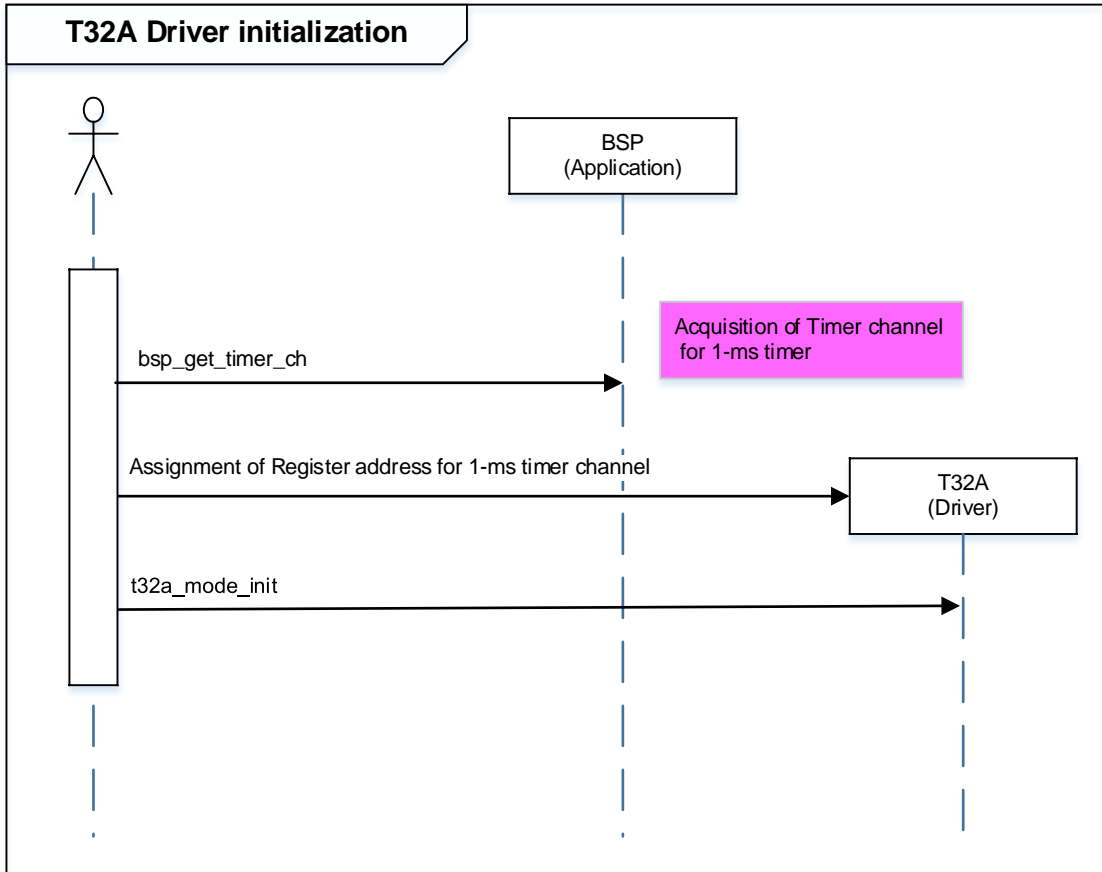 T32A Driver initialization
BSP
(Application)
Acquisition of Timer channel
for 1-ms timer
bsp_get_timer_ch
Assignment of Register address for 1-ms timer channel
T32A
(Driver)
t32a_mode_init